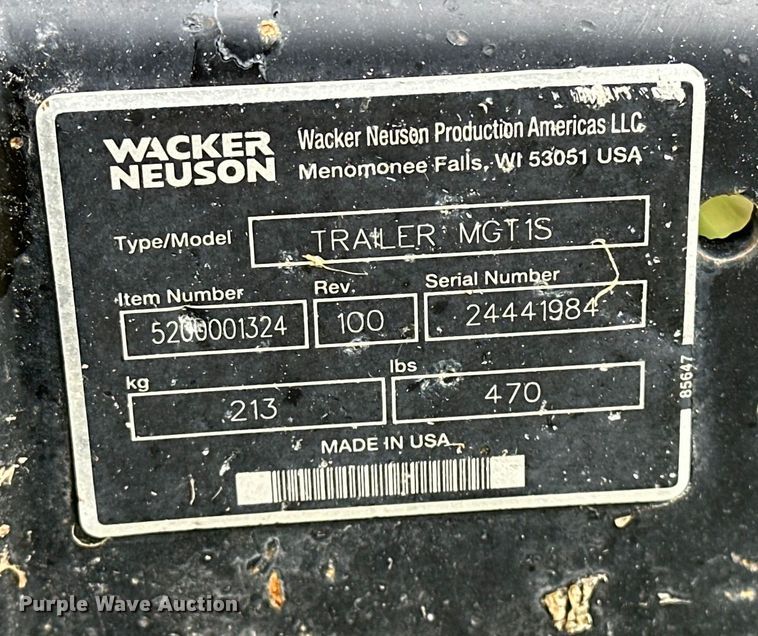 WACKER
NEUSON
Wacker Neuson Production Americas LLC
Menomonee Falls, WI 53051 USA
Type/Model TRAILER MGT1S
Item Number Rev. Serial Number
5200001324 100 24441984
kg lbs
213 470
MADE IN USA
85647
Purple Wave Auction